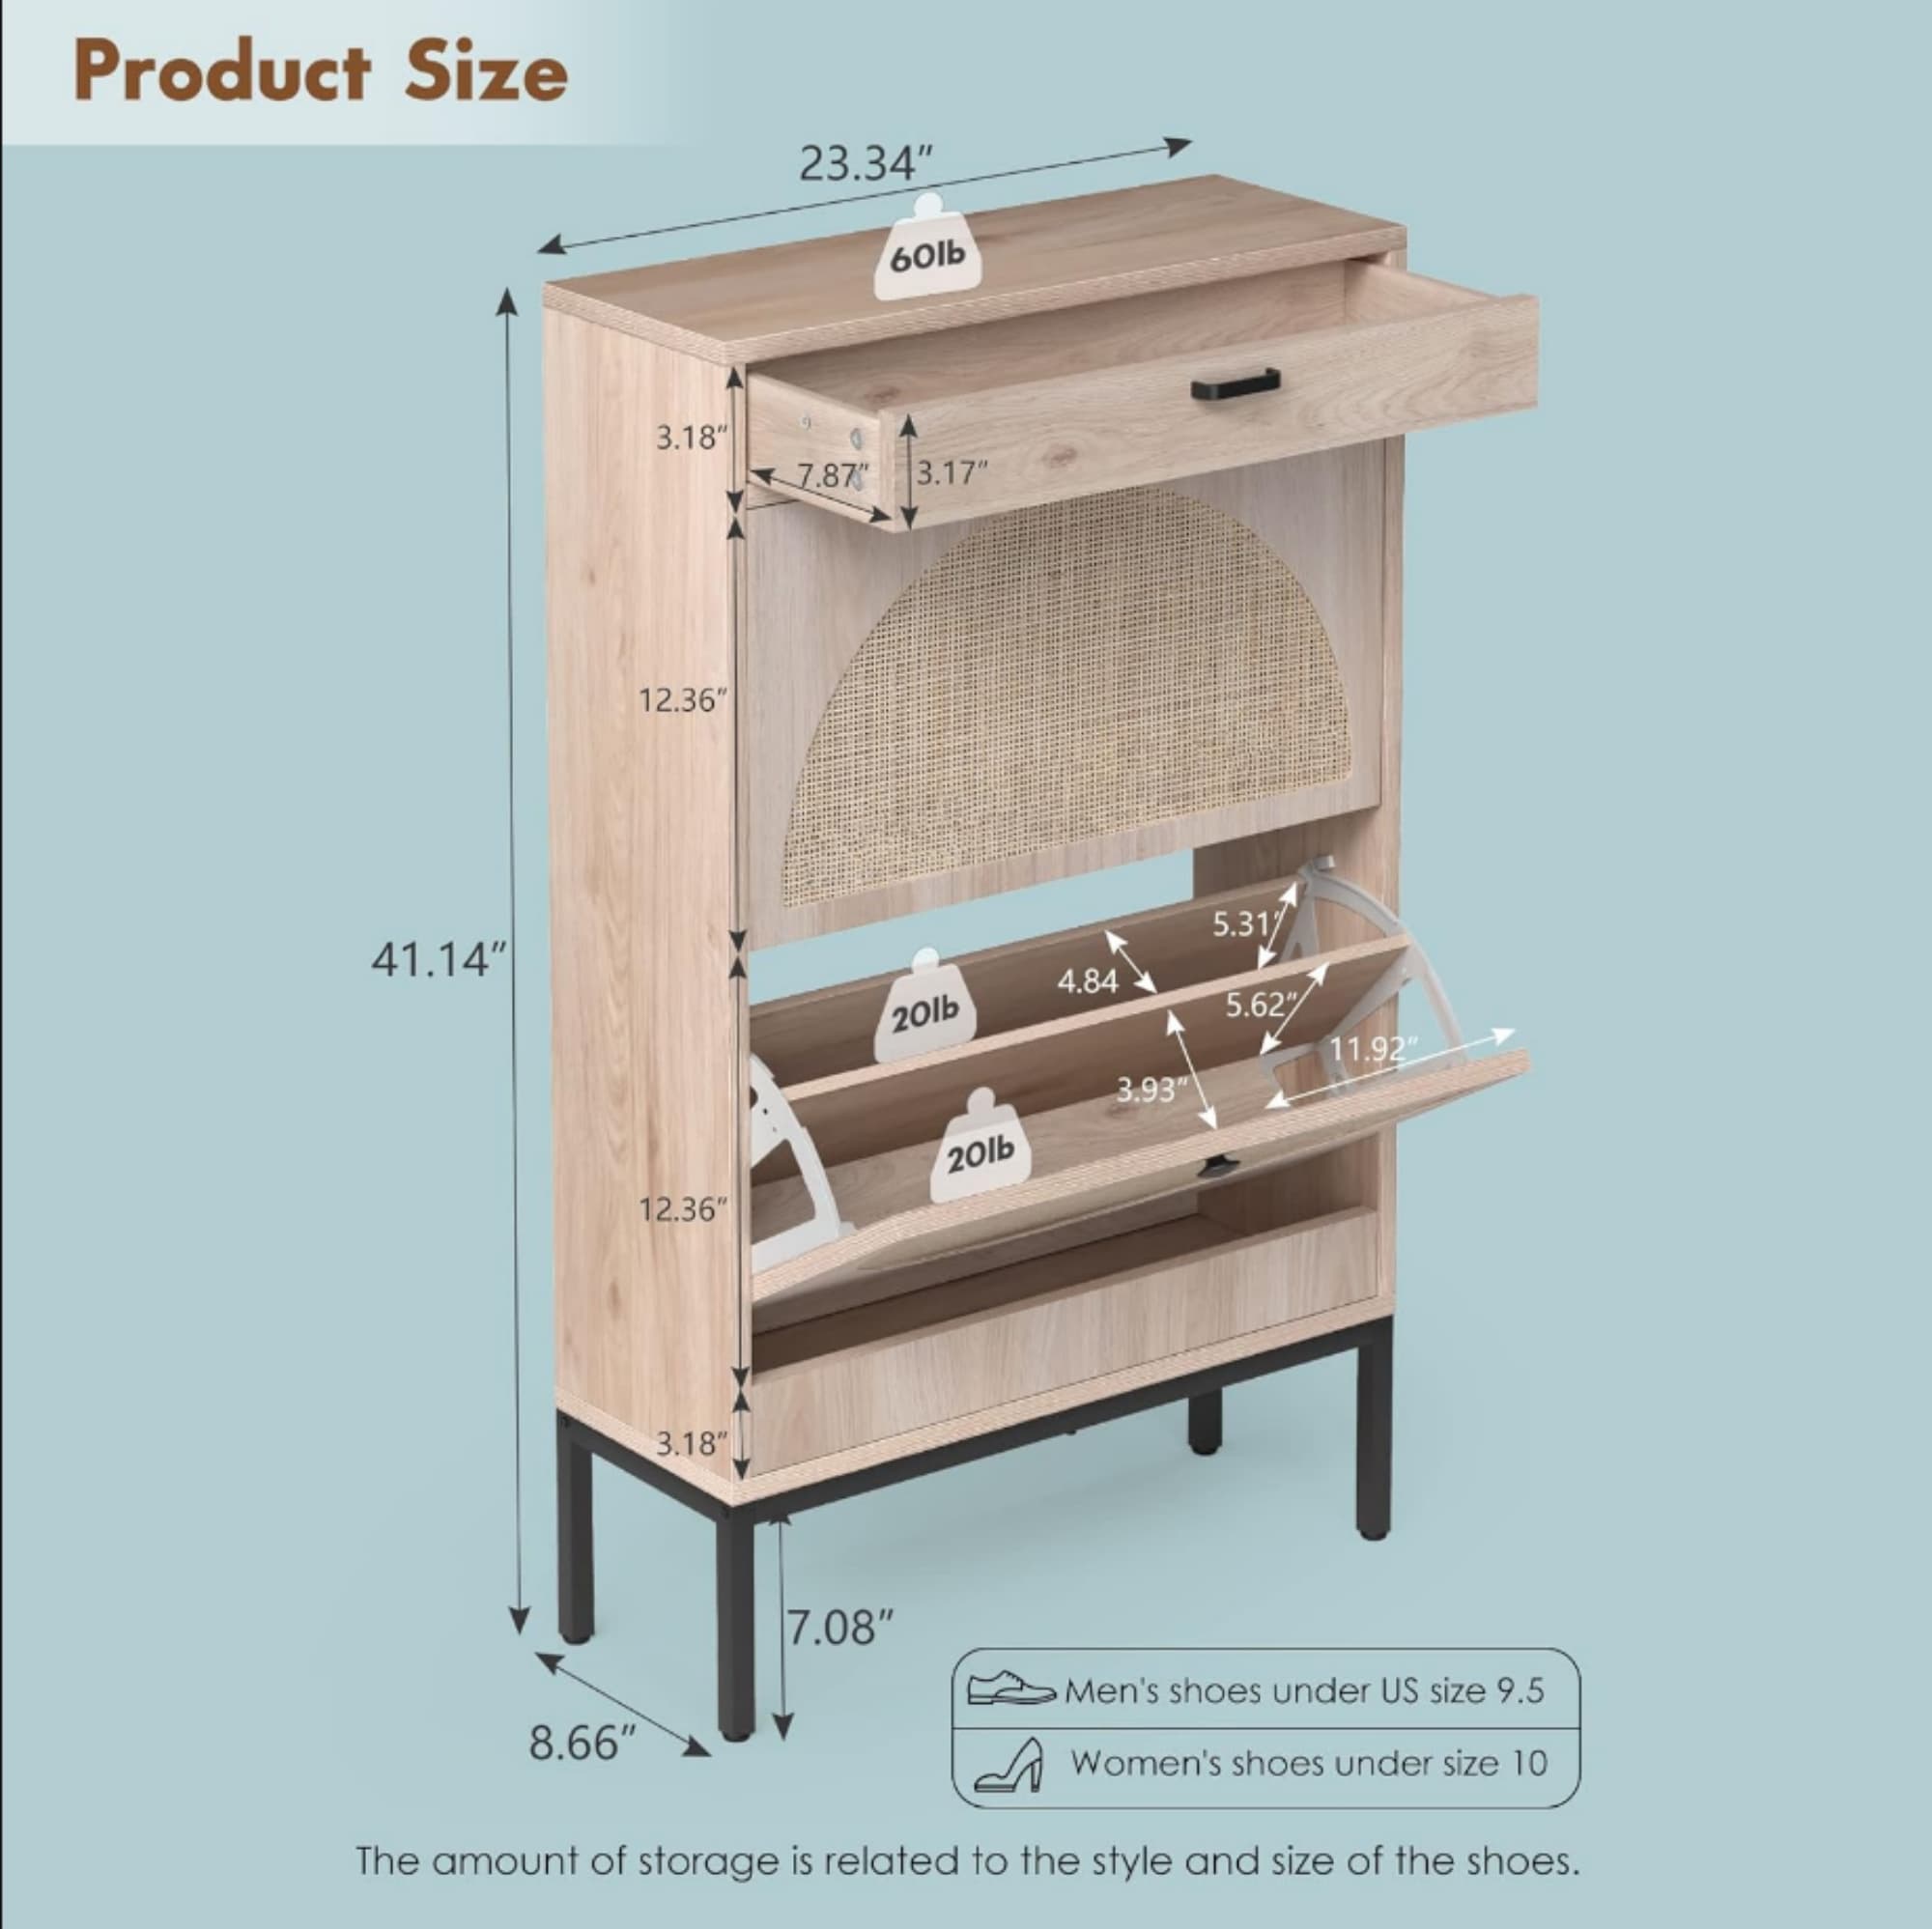 Product Size
23.34"
60lb
3.18"
7.87"
3.17"
12.36"
41.14"
5.31"
4.84
20lb
5.62"
11.92"
3.93"
20lb
12.36"
3.18"
7.08"
8.66"
Men's shoes under US size 9.5
Women's shoes under size 10
The amount of storage is related to the style and size of the shoes.